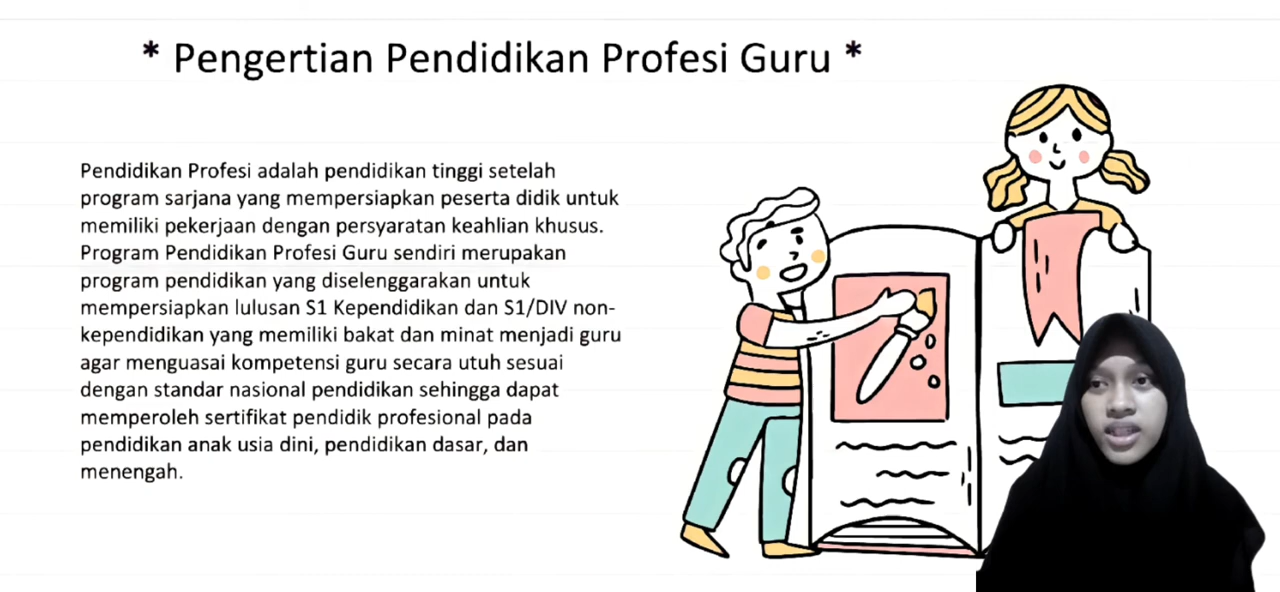 * Pengertian Pendidikan Profesi Guru *
Pendidikan Profesi adalah pendidikan tinggi setelah
program sarjana yang mempersiapkan peserta didik untuk
memiliki pekerjaan dengan persyaratan keahlian khusus.
Program Pendidikan Profesi Guru sendiri merupakan
program pendidikan yang diselenggarakan untuk
mempersiapkan lulusan S1 Kependidikan dan S1/DIV non-
kependidikan yang memiliki bakat dan minat menjadi guru
agar menguasai kompetensi guru secara utuh sesuai
dengan standar nasional pendidikan sehingga dapat
memperoleh sertifikat pendidik profesional pada
pendidikan anak usia dini, pendidikan dasar, dan
menengah.